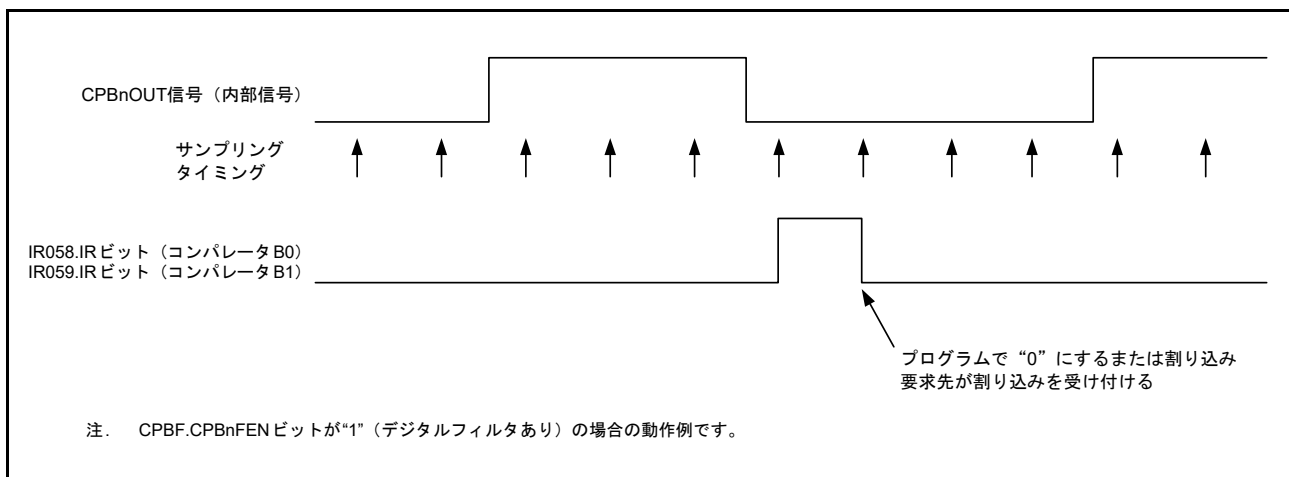 CPBnOUT信号（内部信号）
サンプリング
タイミング
IR058.IRビット（コンパレータB0）
IR059.IRビット（コンパレータB1）
プログラムで“0”にするまたは割り込み
要求先が割り込みを受け付ける
注.　CPBF.CPBnFENビットが“1”（デジタルフィルタあり）の場合の動作例です。